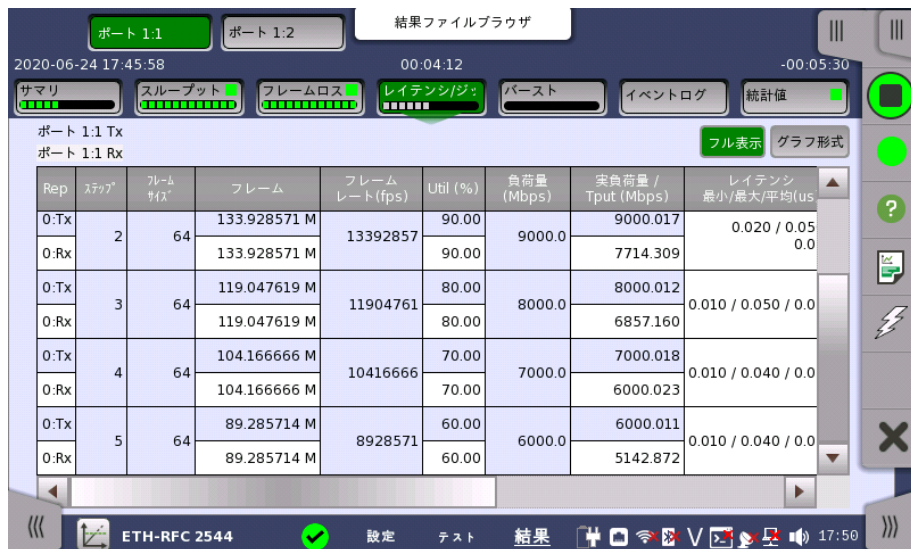 ポート 1:1 ポート 1:2 結果ファイルブラウザ
2020-06-24 17:45:58 00:04:12 -00:05:30
サマリ スループット フレームロス レイテンシ/ジッ バースト イベントログ 統計値
ポート 1:1 Tx
ポート 1:1 Rx
フル表示 グラフ形式
Rep ステップ フレームサイズ フレーム フレームレート(fps) Util (%) 負荷量 (Mbps) 実負荷量 / Tput (Mbps) レイテンシ 最小/最大/平均(us
0:Tx 2 64 133.928571 M 13392857 90.00 9000.0 9000.017 0.020 / 0.05
0:Rx 133.928571 M 90.00 7714.309 0.0
0:Tx 3 64 119.047619 M 11904761 80.00 8000.0 8000.012 0.010 / 0.050 / 0.0
0:Rx 119.047619 M 80.00 6857.160
0:Tx 4 64 104.166666 M 10416666 70.00 7000.0 7000.018 0.010 / 0.040 / 0.0
0:Rx 104.166666 M 70.00 6000.023
0:Tx 5 64 89.285714 M 8928571 60.00 6000.0 6000.011 0.010 / 0.040 / 0.0
0:Rx 89.285714 M 60.00 5142.872
ETH-RFC 2544 設定 テスト 結果 17:50